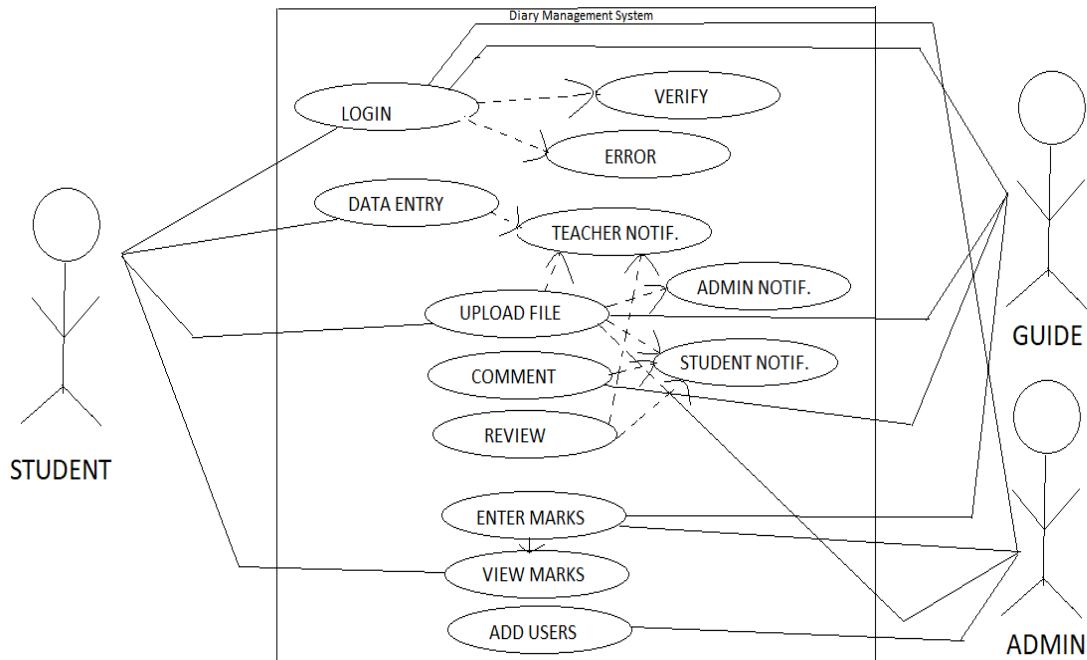 Diary Management System
LOGIN
VERIFY
ERROR
DATA ENTRY
TEACHER NOTIF.
ADMIN NOTIF.
UPLOAD FILE
GUIDE
STUDENT NOTIF.
COMMENT
REVIEW
STUDENT
ENTER MARKS
VIEW MARKS
ADD USERS
ADMIN